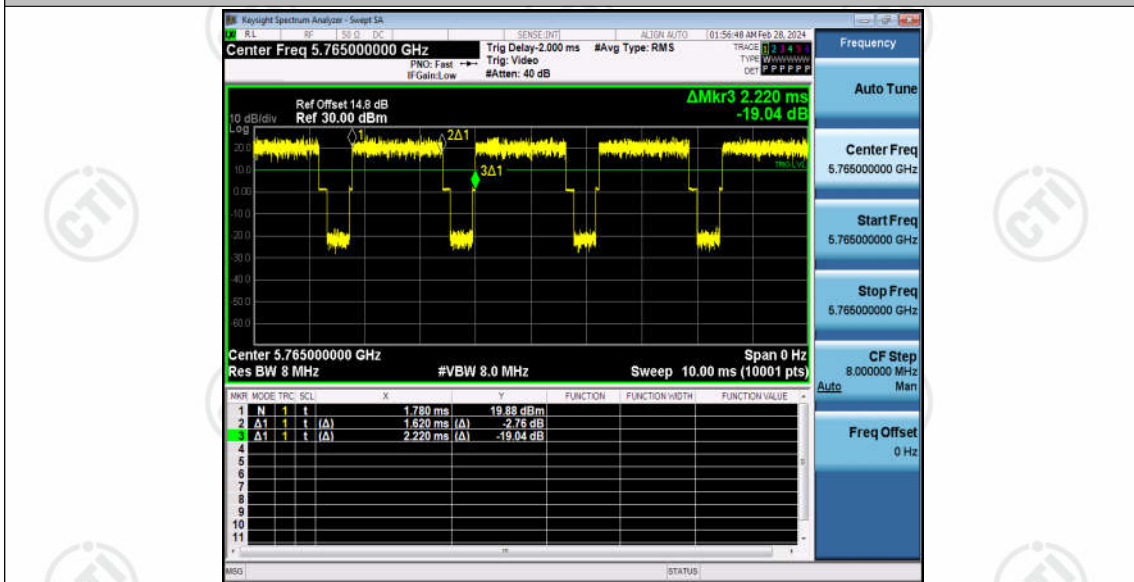 Keysight Spectrum Analyzer - Swept SA
RL RF 50 Ω DC SENSE:INT ALIGN AUTO 01:56:48 AM Feb 28, 2024
Center Freq 5.765000000 GHz
PNO: Fast
IFGain:Low
Trig Delay-2.000 ms
Trig: Video
#Atten: 40 dB
#Avg Type: RMS
TRACE 1 2 3 4 5 6
TYPE WWWWWW
DET P P P P P P
ΔMkr3 2.220 ms
-19.04 dB
Ref Offset 14.8 dB
10 dB/div Ref 30.00 dBm
Log
20.0
10.0
0.00
-10.0
-20.0
-30.0
-40.0
-50.0
-60.0
1
2Δ1
3Δ1
TRIG LVL
Center 5.765000000 GHz Span 0 Hz
Res BW 8 MHz #VBW 8.0 MHz Sweep 10.00 ms (10001 pts)
MKR MODE TRC SCL X Y FUNCTION FUNCTION WIDTH FUNCTION VALUE
1 N 1 t 1.780 ms 19.88 dBm
2 Δ1 1 t (Δ) 1.620 ms (Δ) -2.76 dB
3 Δ1 1 t (Δ) 2.220 ms (Δ) -19.04 dB
4
5
6
7
8
9
10
11
MSG STATUS
Frequency
Auto Tune
Center Freq
5.765000000 GHz
Start Freq
5.765000000 GHz
Stop Freq
5.765000000 GHz
CF Step
8.000000 MHz
Auto Man
Freq Offset
0 Hz
CTI
CTI